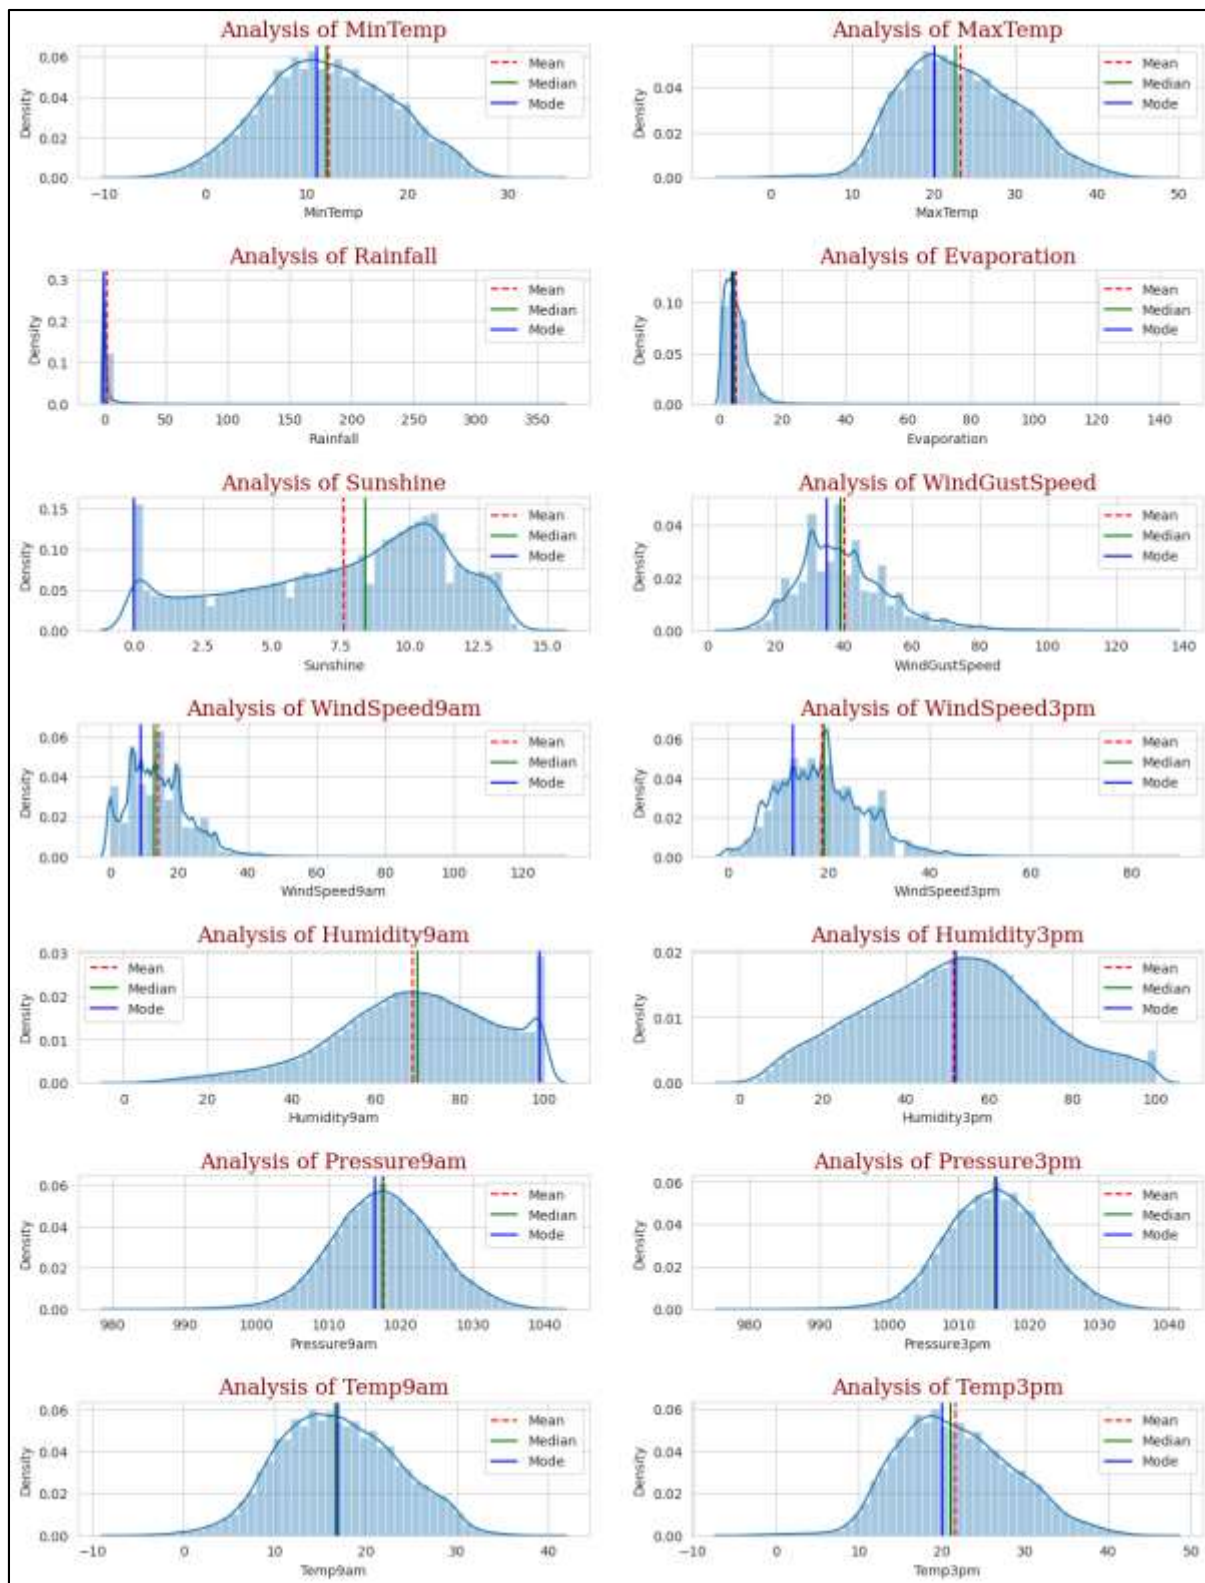 Analysis of MinTemp
0.06
0.04
0.02
0.00
Density
Mean
Median
Mode
−10 0 10 20 30
MinTemp
Analysis of MaxTemp
0.04
0.02
0.00
Density
Mean
Median
Mode
0 10 20 30 40 50
MaxTemp
Analysis of Rainfall
0.3
0.2
0.1
0.0
Density
Mean
Median
Mode
0 50 100 150 200 250 300 350
Rainfall
Analysis of Evaporation
0.10
0.05
0.00
Density
Mean
Median
Mode
0 20 40 60 80 100 120 140
Evaporation
Analysis of Sunshine
0.15
0.10
0.05
0.00
Density
Mean
Median
Mode
0.0 2.5 5.0 7.5 10.0 12.5 15.0
Sunshine
Analysis of WindGustSpeed
0.04
0.02
0.00
Density
Mean
Median
Mode
0 20 40 60 80 100 120 140
WindGustSpeed
Analysis of WindSpeed9am
0.06
0.04
0.02
0.00
Density
Mean
Median
Mode
0 20 40 60 80 100 120
WindSpeed9am
Analysis of WindSpeed3pm
0.06
0.04
0.02
0.00
Density
Mean
Median
Mode
0 20 40 60 80
WindSpeed3pm
Analysis of Humidity9am
0.03
0.02
0.01
0.00
Density
Mean
Median
Mode
0 20 40 60 80 100
Humidity9am
Analysis of Humidity3pm
0.02
0.01
0.00
Density
Mean
Median
Mode
0 20 40 60 80 100
Humidity3pm
Analysis of Pressure9am
0.06
0.04
0.02
0.00
Density
Mean
Median
Mode
980 990 1000 1010 1020 1030 1040
Pressure9am
Analysis of Pressure3pm
0.06
0.04
0.02
0.00
Density
Mean
Median
Mode
980 990 1000 1010 1020 1030 1040
Pressure3pm
Analysis of Temp9am
0.06
0.04
0.02
0.00
Density
Mean
Median
Mode
−10 0 10 20 30 40
Temp9am
Analysis of Temp3pm
0.06
0.04
0.02
0.00
Density
Mean
Median
Mode
−10 0 10 20 30 40 50
Temp3pm